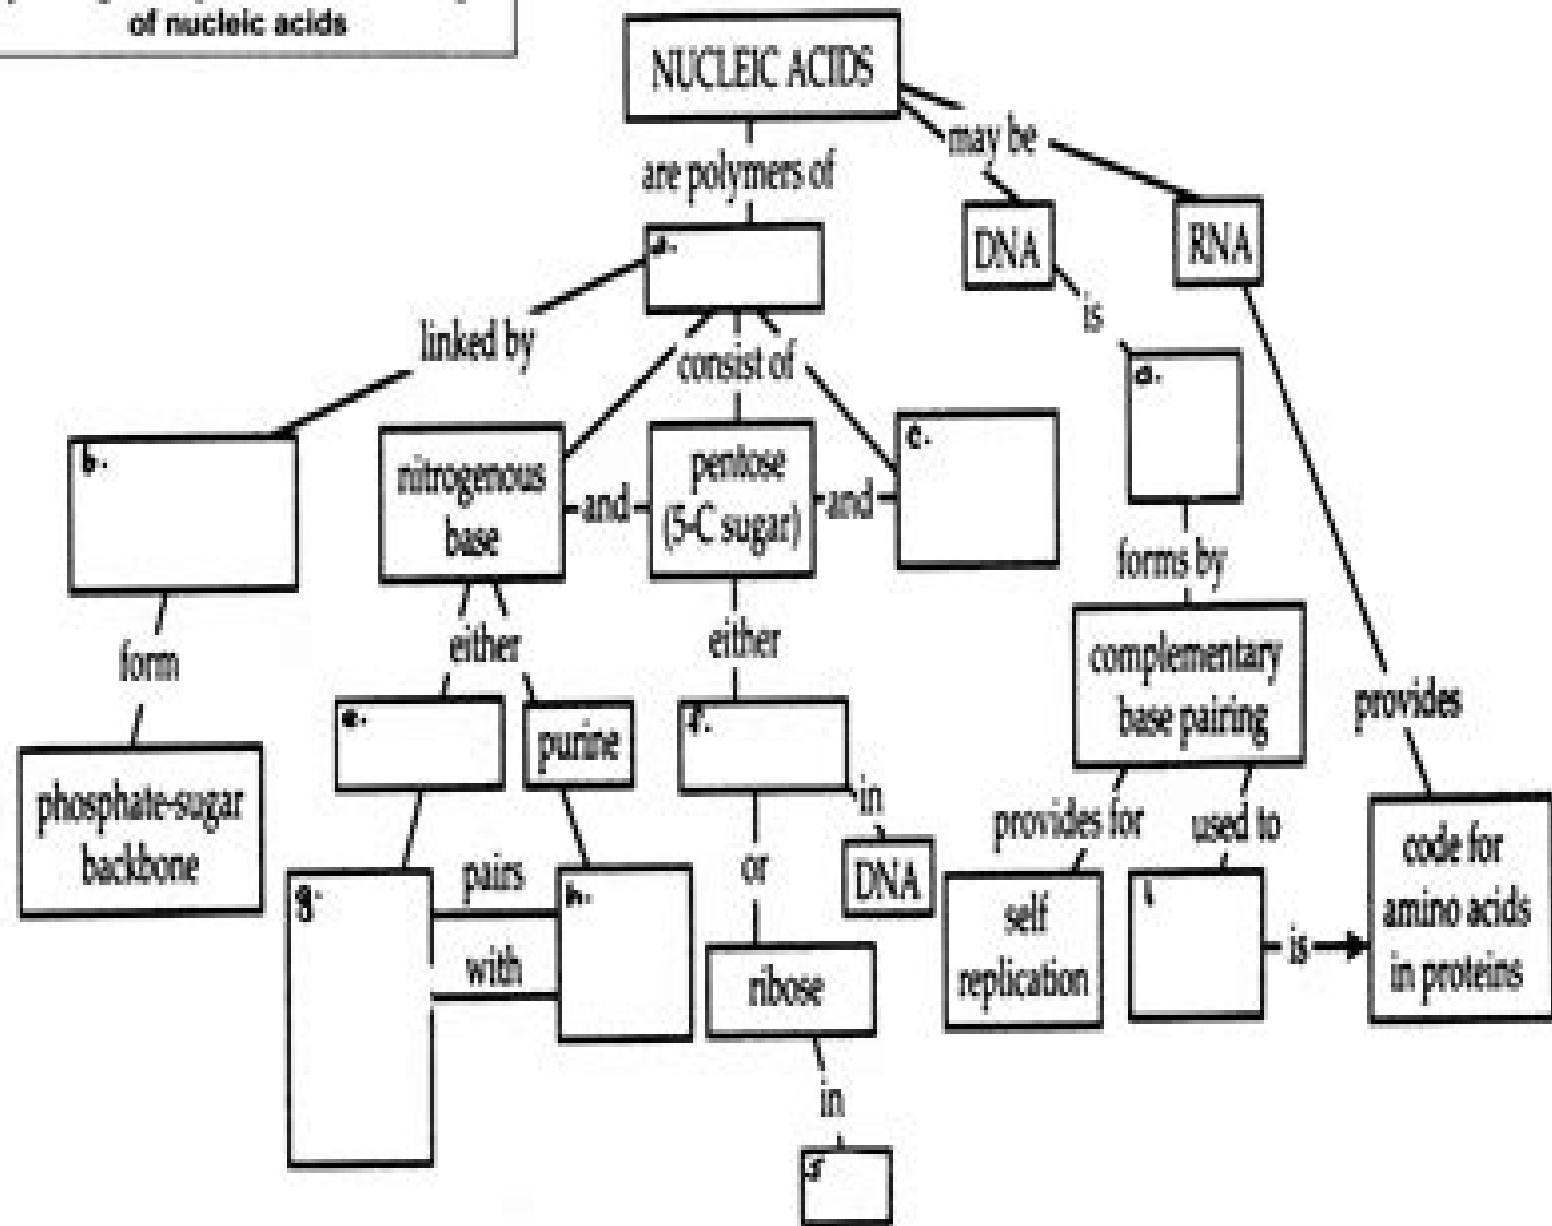 of nucleic acids
NUCLEIC ACIDS
may be
are polymers of
a.
DNA
RNA
is
linked by
consist of
d.
b.
nitrogenous
base
and
pentose
(5-C sugar)
and
c.
forms by
form
either
either
complementary
base pairing
provides
e.
purine
f.
in
phosphate-sugar
backbone
provides for
used to
code for
amino acids
in proteins
g.
pairs
with
h.
or
DNA
self
replication
i
is
ribose
in